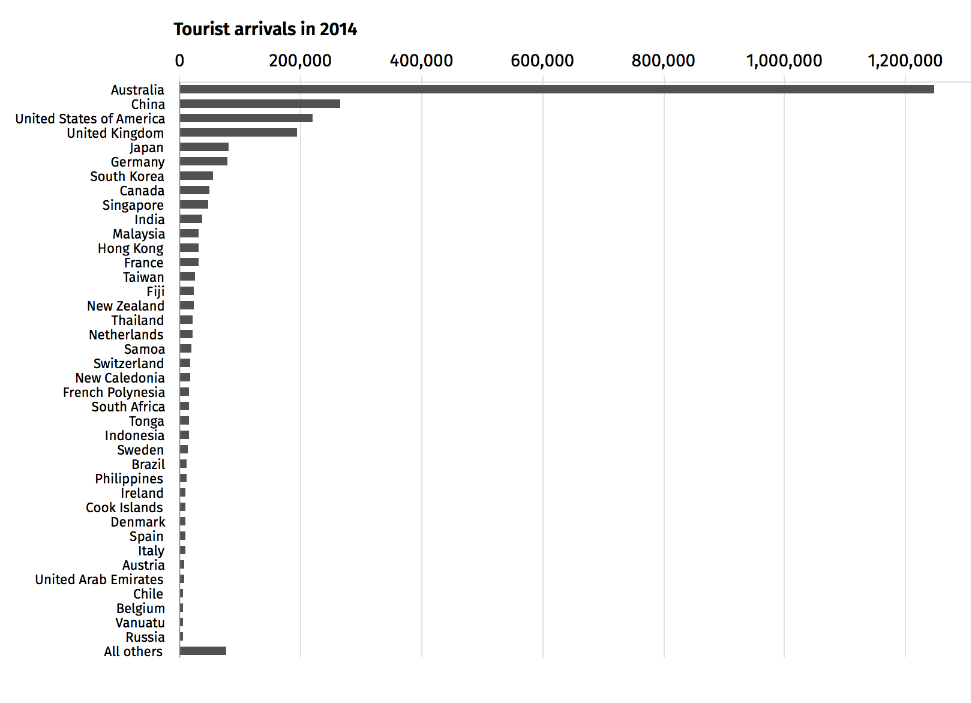 Tourist arrivals in 2014
0 200,000 400,000 600,000 800,000 1,000,000 1,200,000
Australia
China
United States of America
United Kingdom
Japan
Germany
South Korea
Canada
Singapore
India
Malaysia
Hong Kong
France
Taiwan
Fiji
New Zealand
Thailand
Netherlands
Samoa
Switzerland
New Caledonia
French Polynesia
South Africa
Tonga
Indonesia
Sweden
Brazil
Philippines
Ireland
Cook Islands
Denmark
Spain
Italy
Austria
United Arab Emirates
Chile
Belgium
Vanuatu
Russia
All others